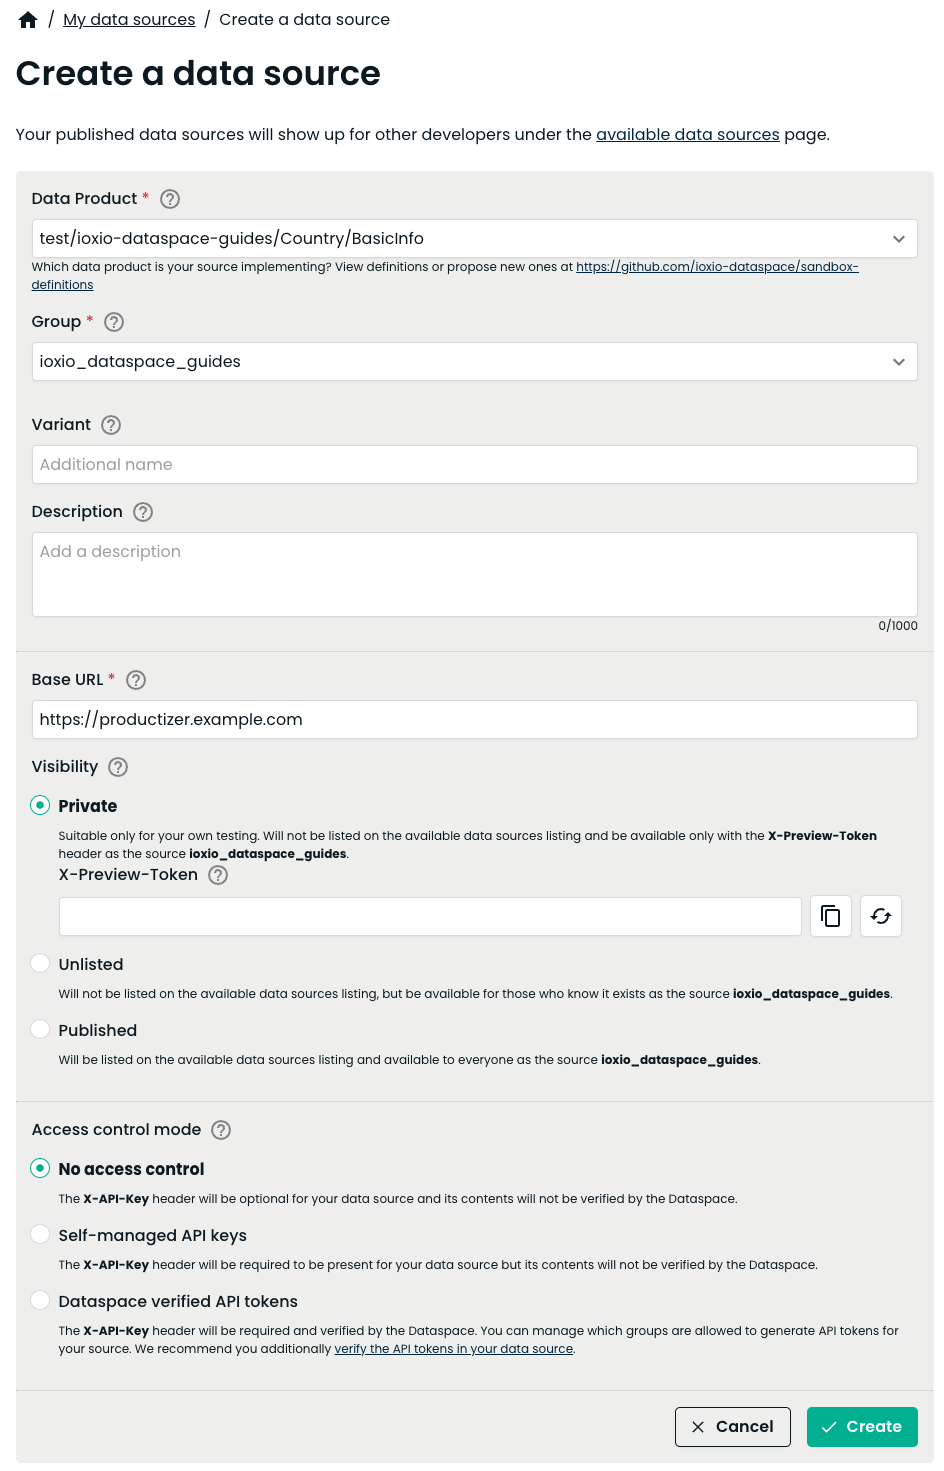 / My data sources / Create a data source
Create a data source
Your published data sources will show up for other developers under the available data sources page.
Data Product *
test/ioxio-dataspace-guides/Country/BasicInfo
Which data product is your source implementing? View definitions or propose new ones at https://github.com/ioxio-dataspace/sandbox-
definitions
Group *
ioxio_dataspace_guides
Variant
Additional name
Description
Add a description
0/1000
Base URL *
https://productizer.example.com
Visibility
Private
Suitable only for your own testing. Will not be listed on the available data sources listing and be available only with the X-Preview-Token
header as the source ioxio_dataspace_guides.
X-Preview-Token
Unlisted
Will not be listed on the available data sources listing, but be available for those who know it exists as the source ioxio_dataspace_guides.
Published
Will be listed on the available data sources listing and available to everyone as the source ioxio_dataspace_guides.
Access control mode
No access control
The X-API-Key header will be optional for your data source and its contents will not be verified by the Dataspace.
Self-managed API keys
The X-API-Key header will be required to be present for your data source but its contents will not be verified by the Dataspace.
Dataspace verified API tokens
The X-API-Key header will be required and verified by the Dataspace. You can manage which groups are allowed to generate API tokens for
your source. We recommend you additionally verify the API tokens in your data source.
Cancel
Create